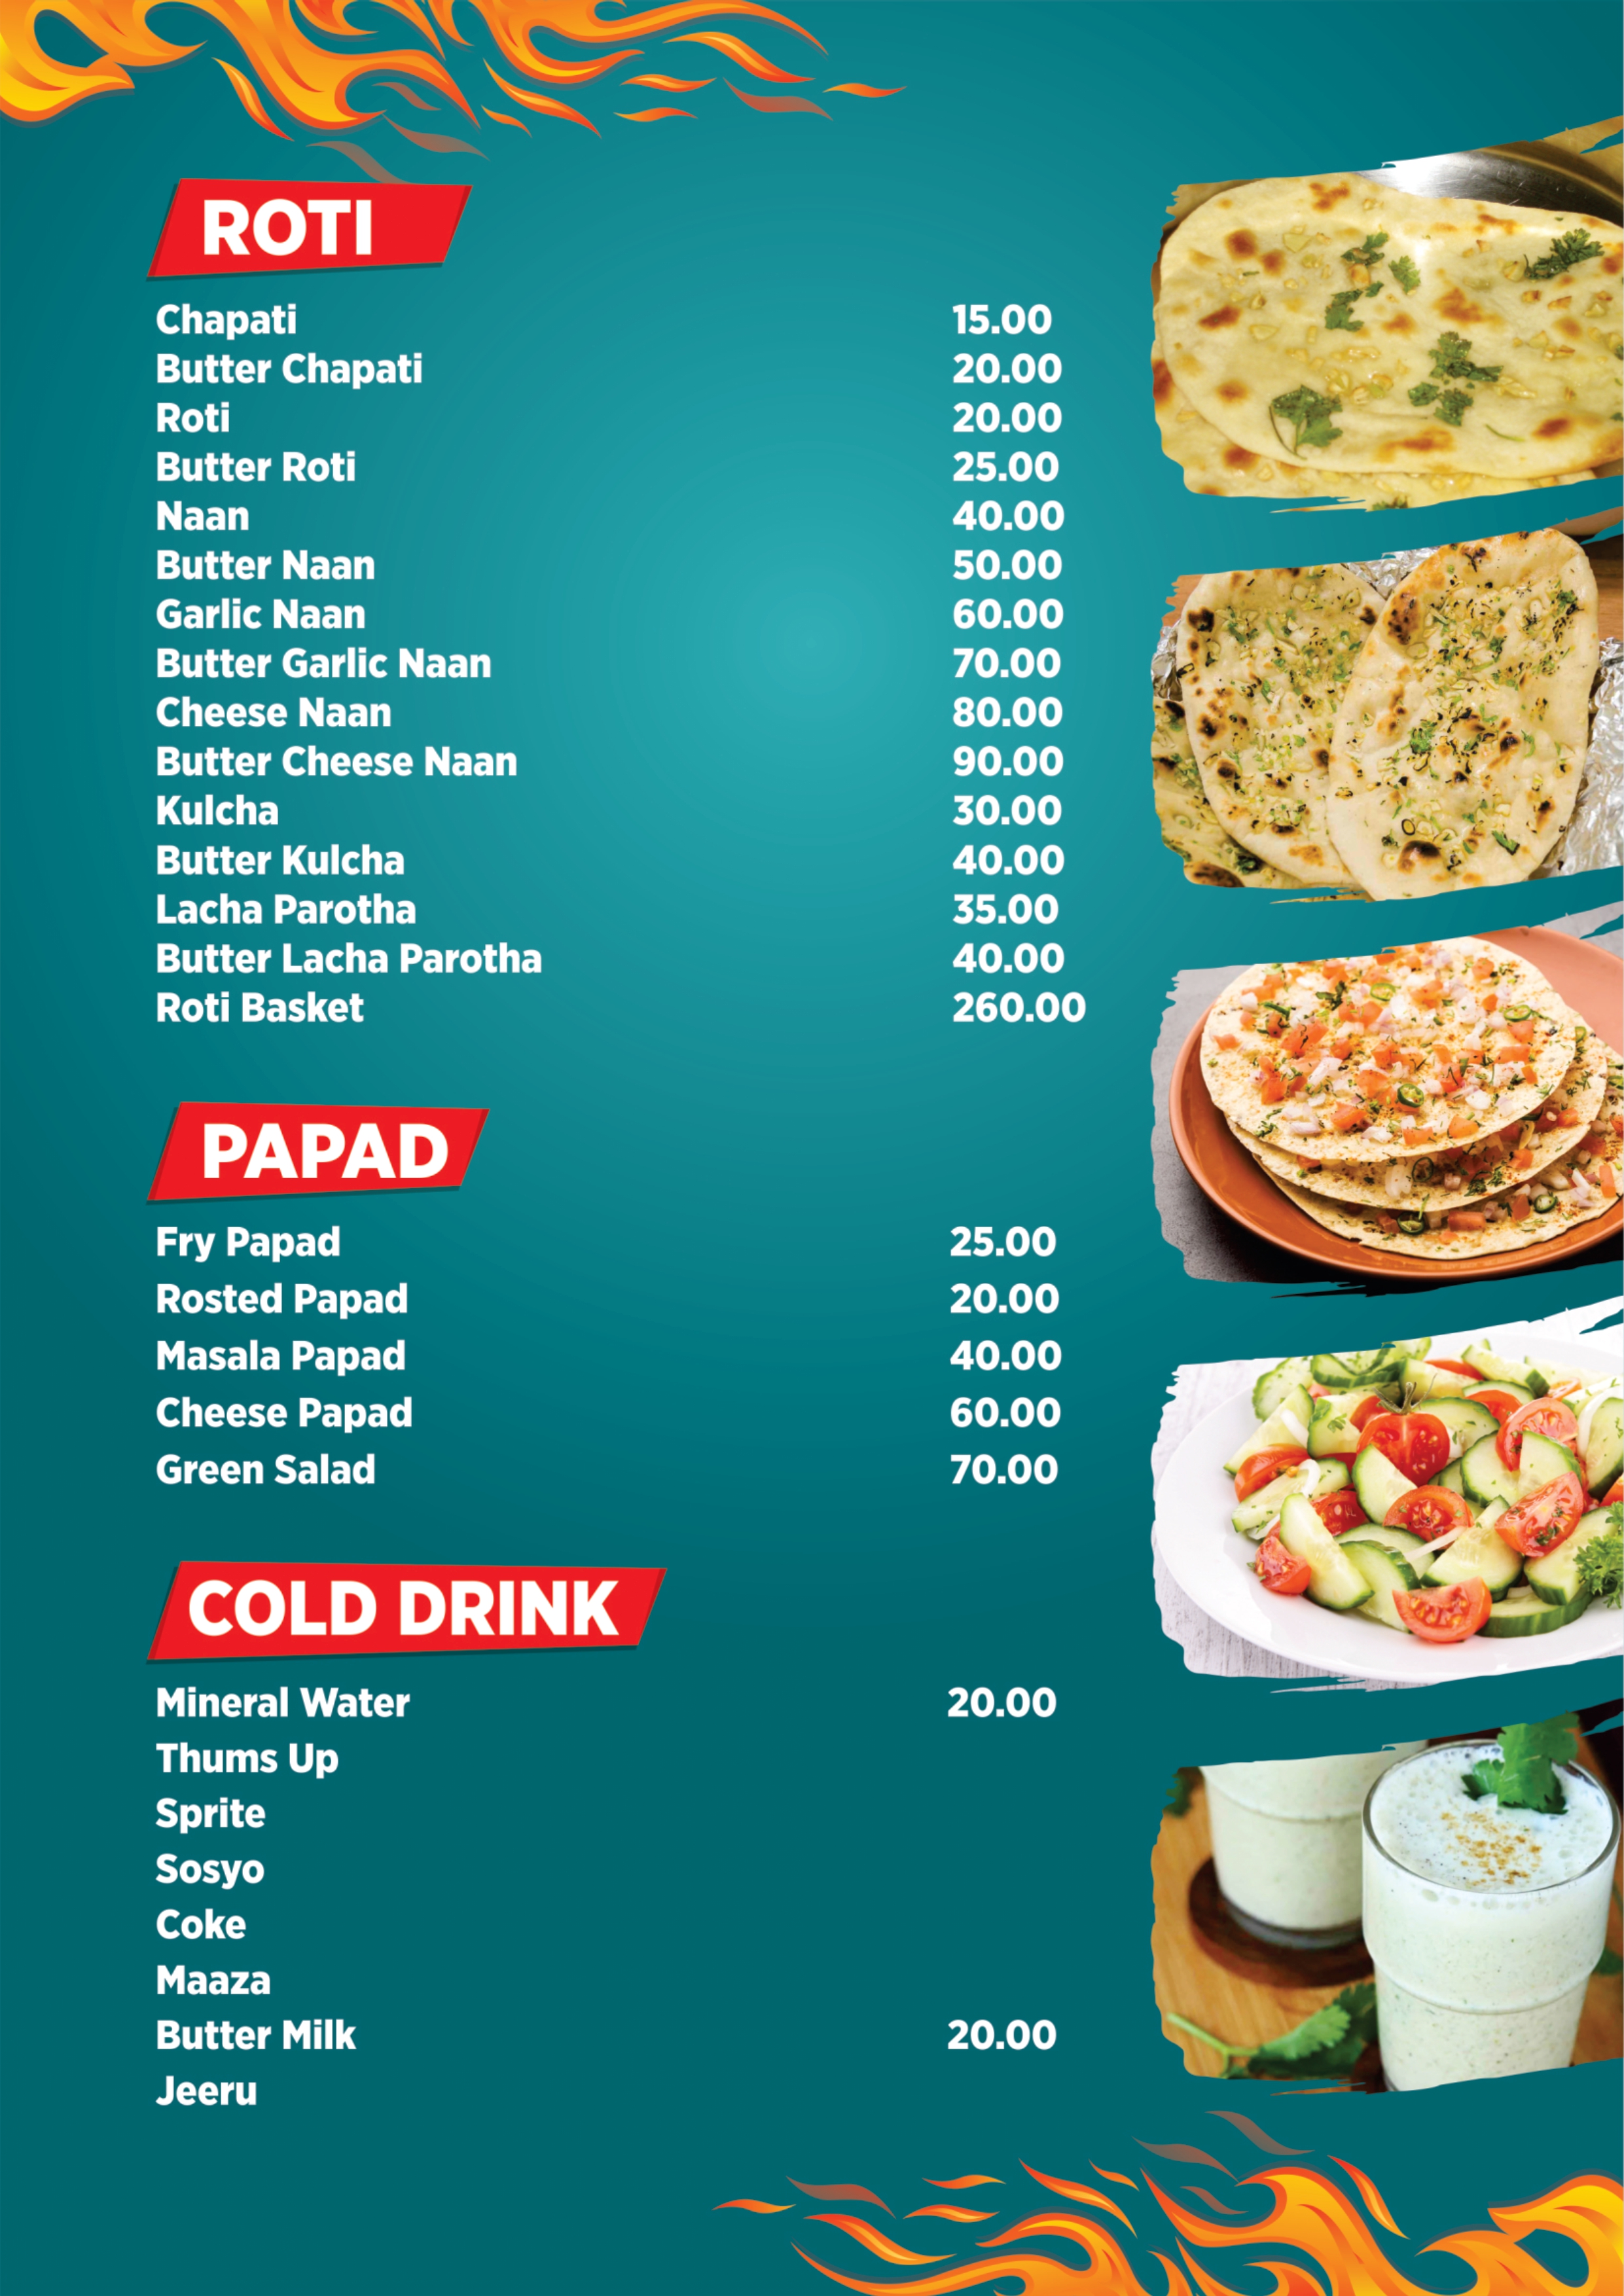 ROTI
Chapati 15.00
Butter Chapati 20.00
Roti 20.00
Butter Roti 25.00
Naan 40.00
Butter Naan 50.00
Garlic Naan 60.00
Butter Garlic Naan 70.00
Cheese Naan 80.00
Butter Cheese Naan 90.00
Kulcha 30.00
Butter Kulcha 40.00
Lacha Parotha 35.00
Butter Lacha Parotha 40.00
Roti Basket 260.00
PAPAD
Fry Papad 25.00
Rosted Papad 20.00
Masala Papad 40.00
Cheese Papad 60.00
Green Salad 70.00
COLD DRINK
Mineral Water 20.00
Thums Up
Sprite
Sosyo
Coke
Maaza
Butter Milk 20.00
Jeeru